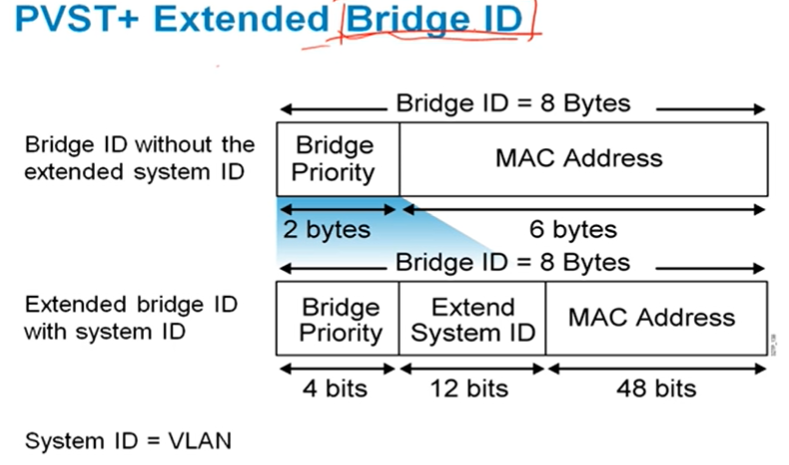 PVST+ Extended Bridge ID
Bridge ID = 8 Bytes
Bridge ID without the
extended system ID
Bridge
Priority
MAC Address
2 bytes
6 bytes
Bridge ID = 8 Bytes
Extended bridge ID
with system ID
Bridge
Priority
Extend
System ID
MAC Address
4 bits
12 bits
48 bits
System ID = VLAN